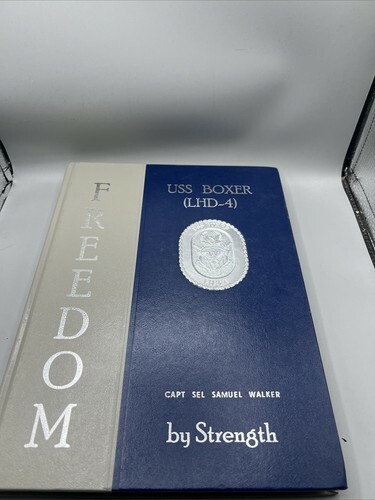 FREEDOM
USS BOXER
(LHD-4)
CAPT SEL SAMUEL WALKER
by Strength